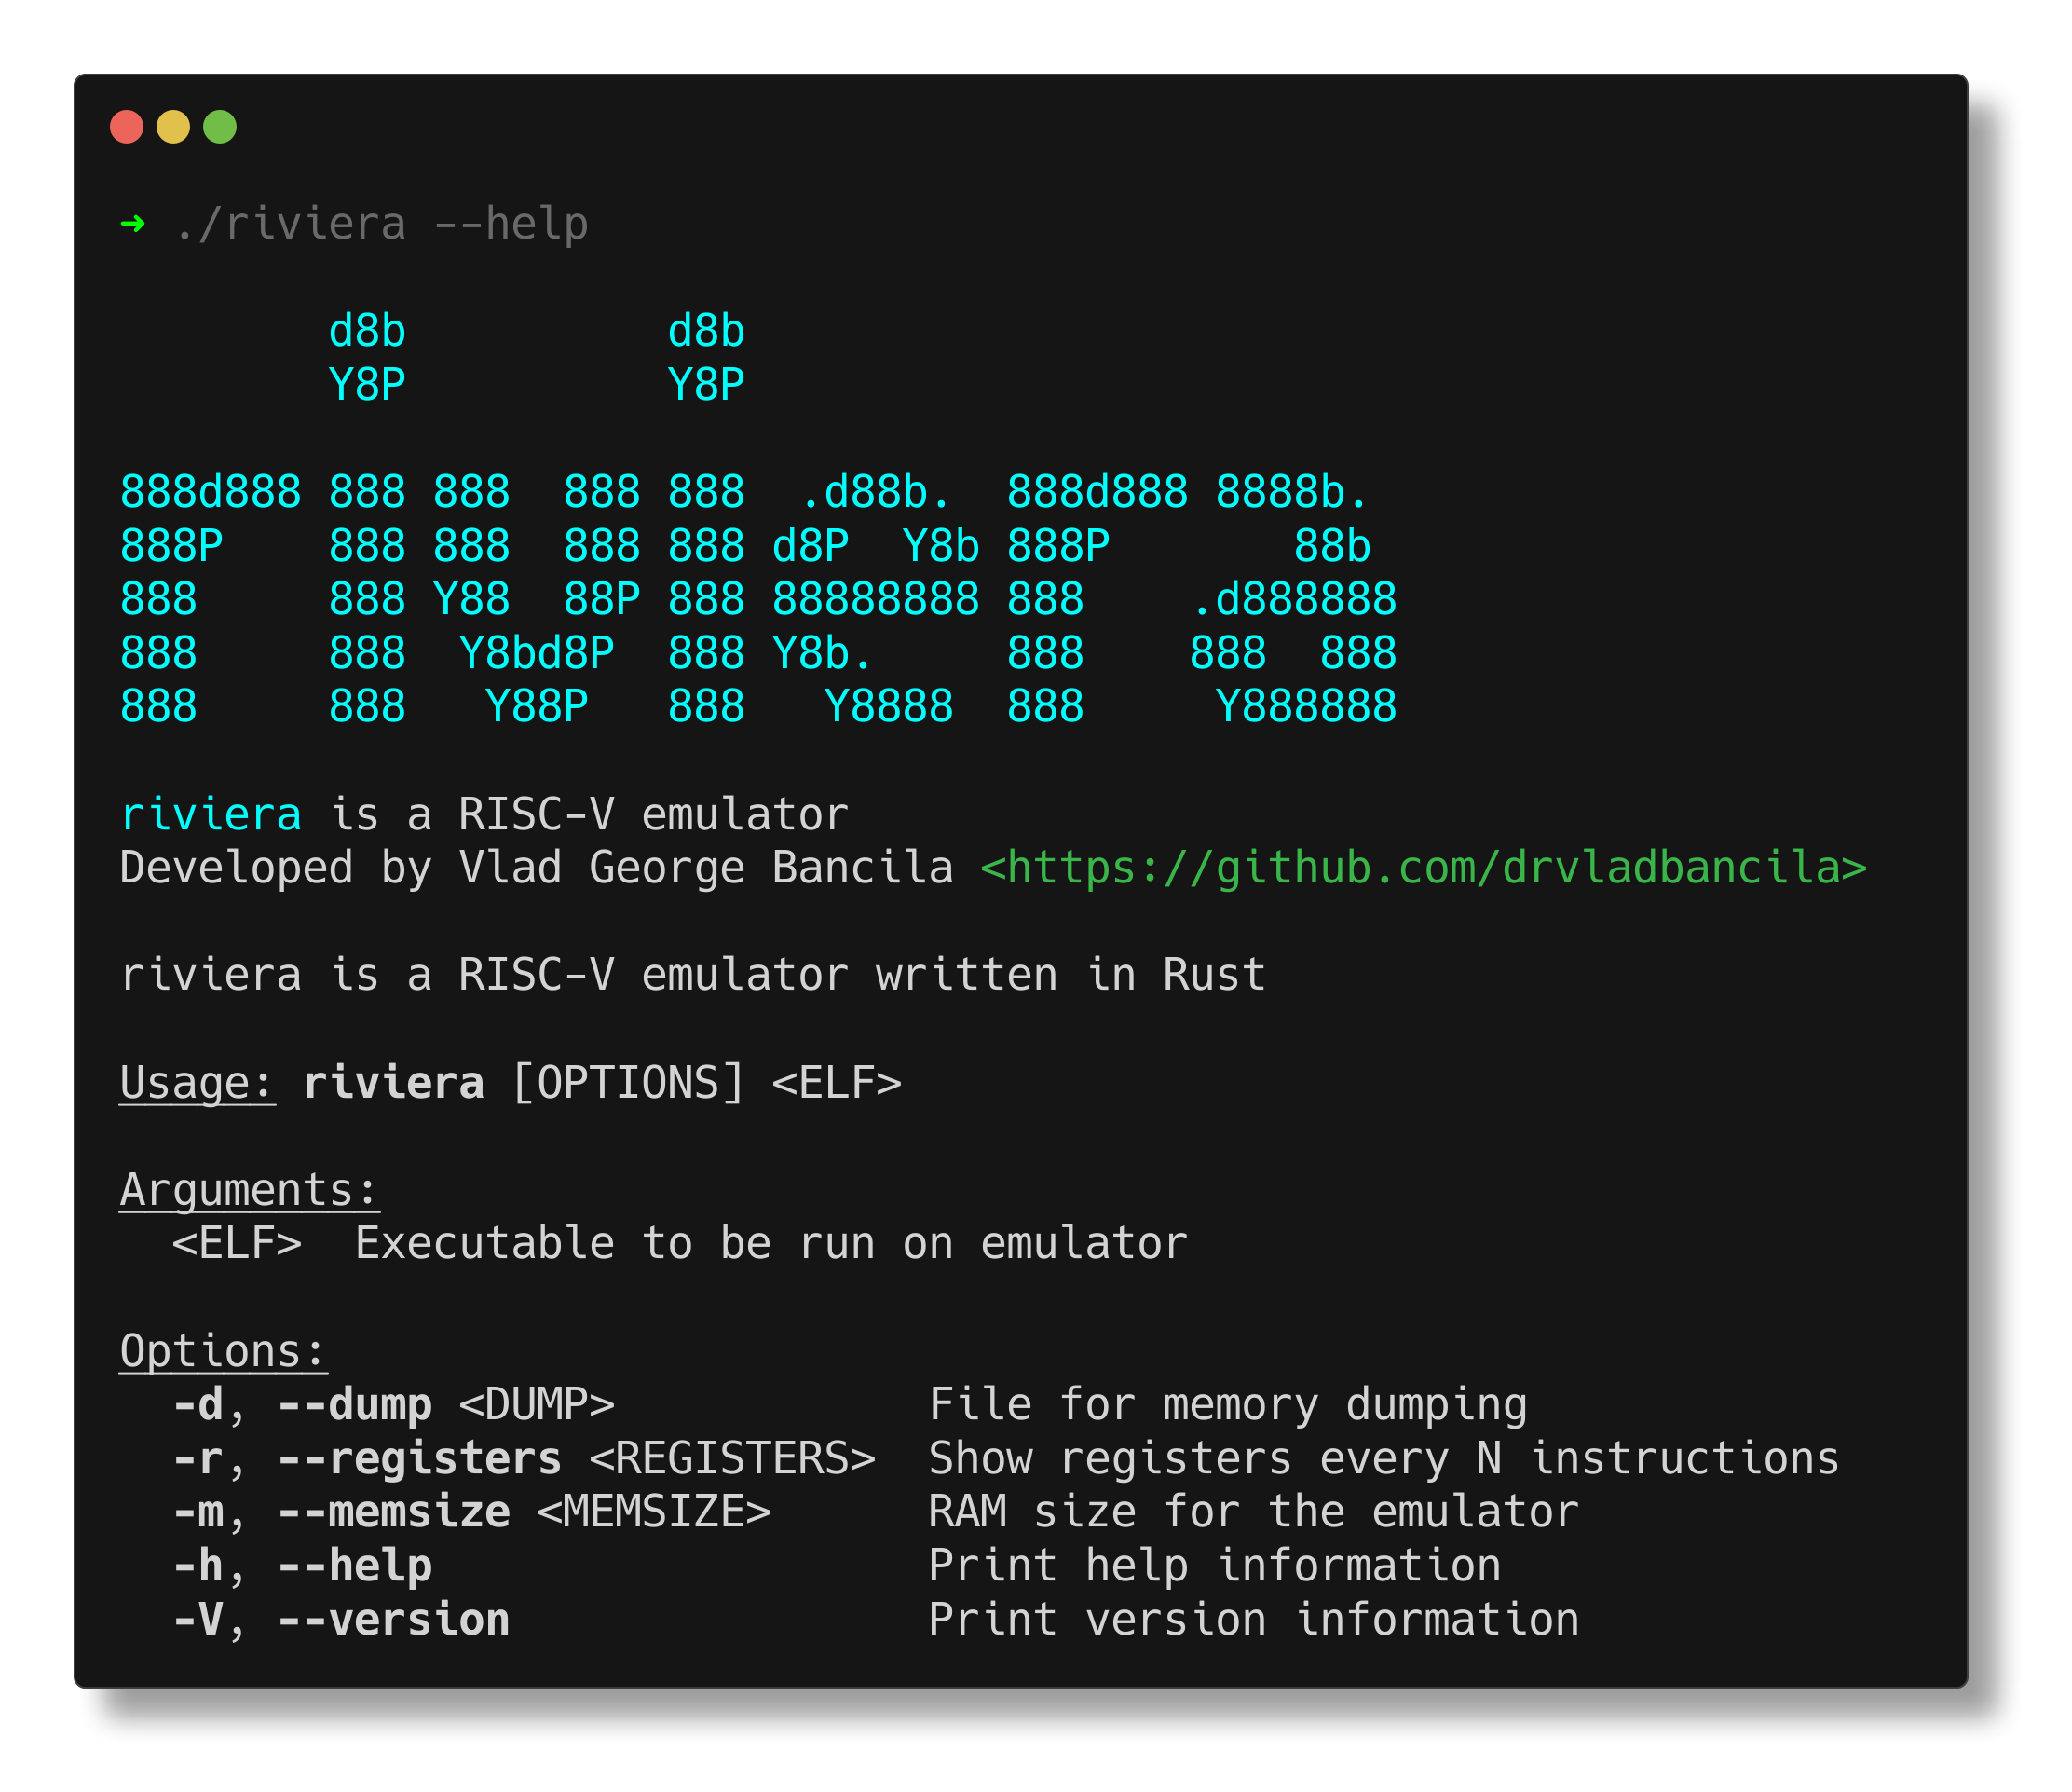 ➜ ./riviera --help
        d8b          d8b
        Y8P          Y8P
888d888 888 888  888 888  .d88b.  888d888 8888b.
888P    888 888  888 888 d8P  Y8b 888P       88b
888     888 Y88  88P 888 88888888 888    .d888888
888     888  Y8bd8P  888 Y8b.     888    888  888
888     888   Y88P   888   Y8888  888     Y888888
riviera is a RISC-V emulator
Developed by Vlad George Bancila <https://github.com/drvladbancila>
riviera is a RISC-V emulator written in Rust
Usage: riviera [OPTIONS] <ELF>
Arguments:
  <ELF>  Executable to be run on emulator
Options:
  -d, --dump <DUMP>            File for memory dumping
  -r, --registers <REGISTERS>  Show registers every N instructions
  -m, --memsize <MEMSIZE>      RAM size for the emulator
  -h, --help                   Print help information
  -V, --version                Print version information